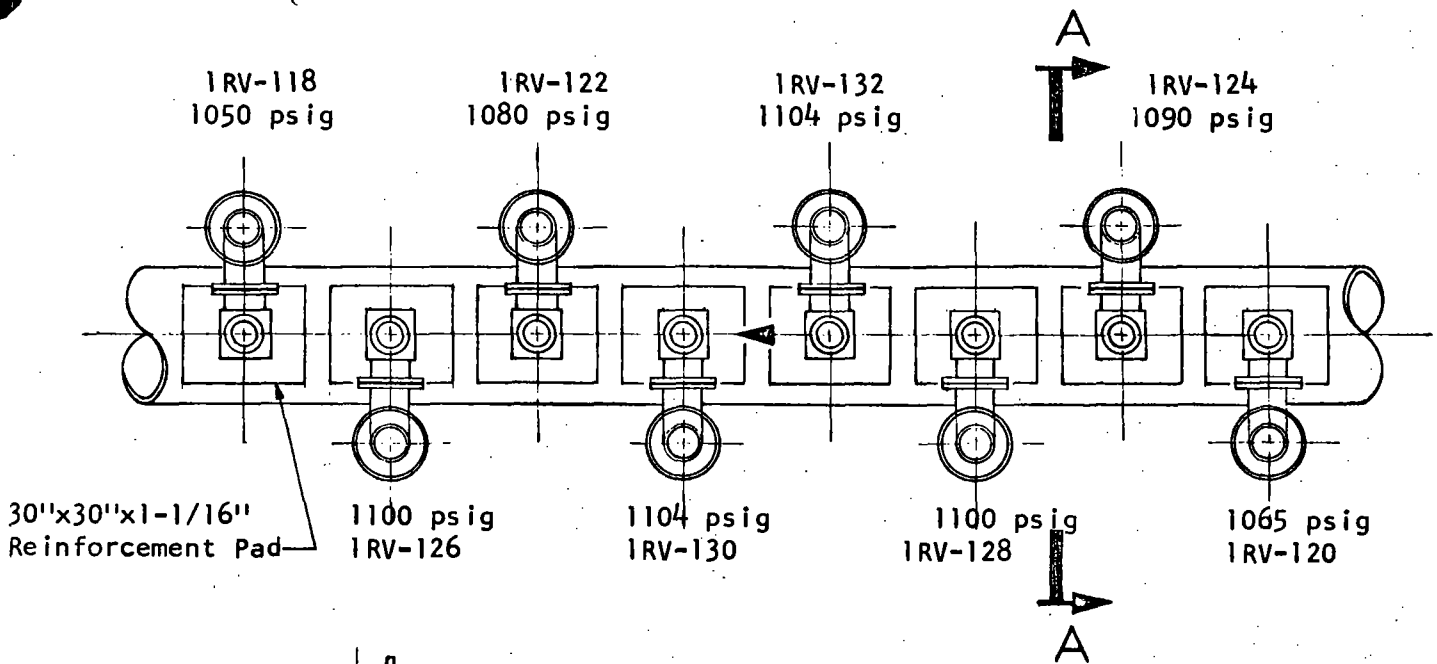 A
1RV-118
1050 psig
1RV-122
1080 psig
1RV-132
1104 psig
1RV-124
1090 psig
30"x30"x1-1/16"
Reinforcement Pad
1100 psig
1RV-126
1104 psig
1RV-130
1100 psig
1RV-128
1065 psig
1RV-120
A